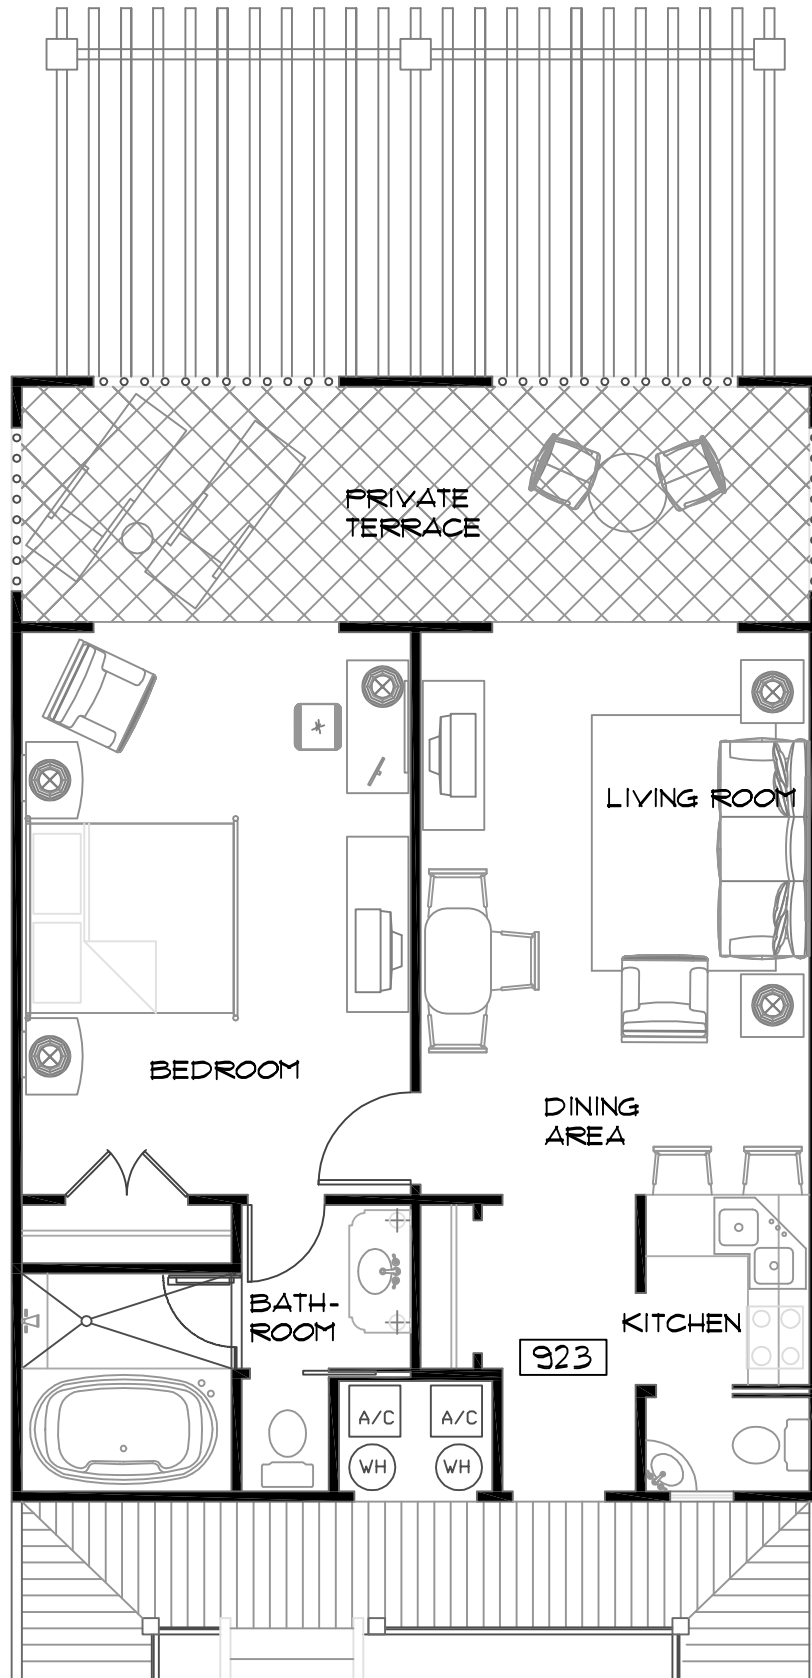 PRIVATE
TERRACE
LIVING ROOM
BEDROOM
DINING
AREA
BATH-
ROOM
KITCHEN
923
A/C
A/C
WH
WH